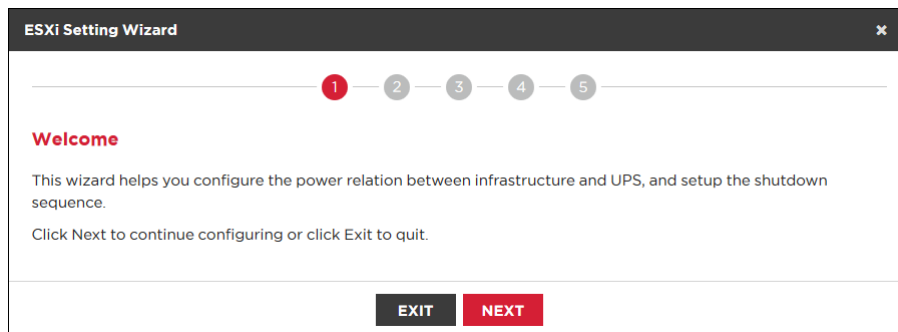 ESXi Setting Wizard ×
1 2 3 4 5
Welcome
This wizard helps you configure the power relation between infrastructure and UPS, and setup the shutdown
sequence.
Click Next to continue configuring or click Exit to quit.
EXIT NEXT